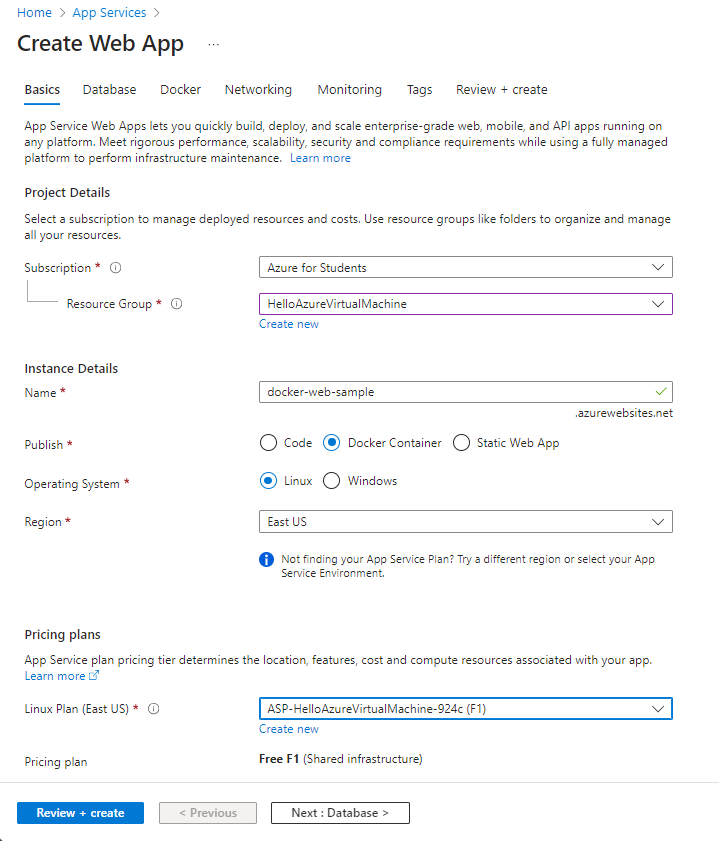 Home > App Services >
Create Web App ...
Basics Database Docker Networking Monitoring Tags Review + create
App Service Web Apps lets you quickly build, deploy, and scale enterprise-grade web, mobile, and API apps running on
any platform. Meet rigorous performance, scalability, security and compliance requirements while using a fully managed
platform to perform infrastructure maintenance. Learn more
Project Details
Select a subscription to manage deployed resources and costs. Use resource groups like folders to organize and manage
all your resources.
Subscription * Azure for Students
Resource Group * HelloAzureVirtualMachine
Create new
Instance Details
Name * docker-web-sample
.azurewebsites.net
Publish * Code Docker Container Static Web App
Operating System * Linux Windows
Region * East US
Not finding your App Service Plan? Try a different region or select your App
Service Environment.
Pricing plans
App Service plan pricing tier determines the location, features, cost and compute resources associated with your app.
Learn more
Linux Plan (East US) * ASP-HelloAzureVirtualMachine-924c (F1)
Create new
Pricing plan Free F1 (Shared infrastructure)
Review + create < Previous Next : Database >